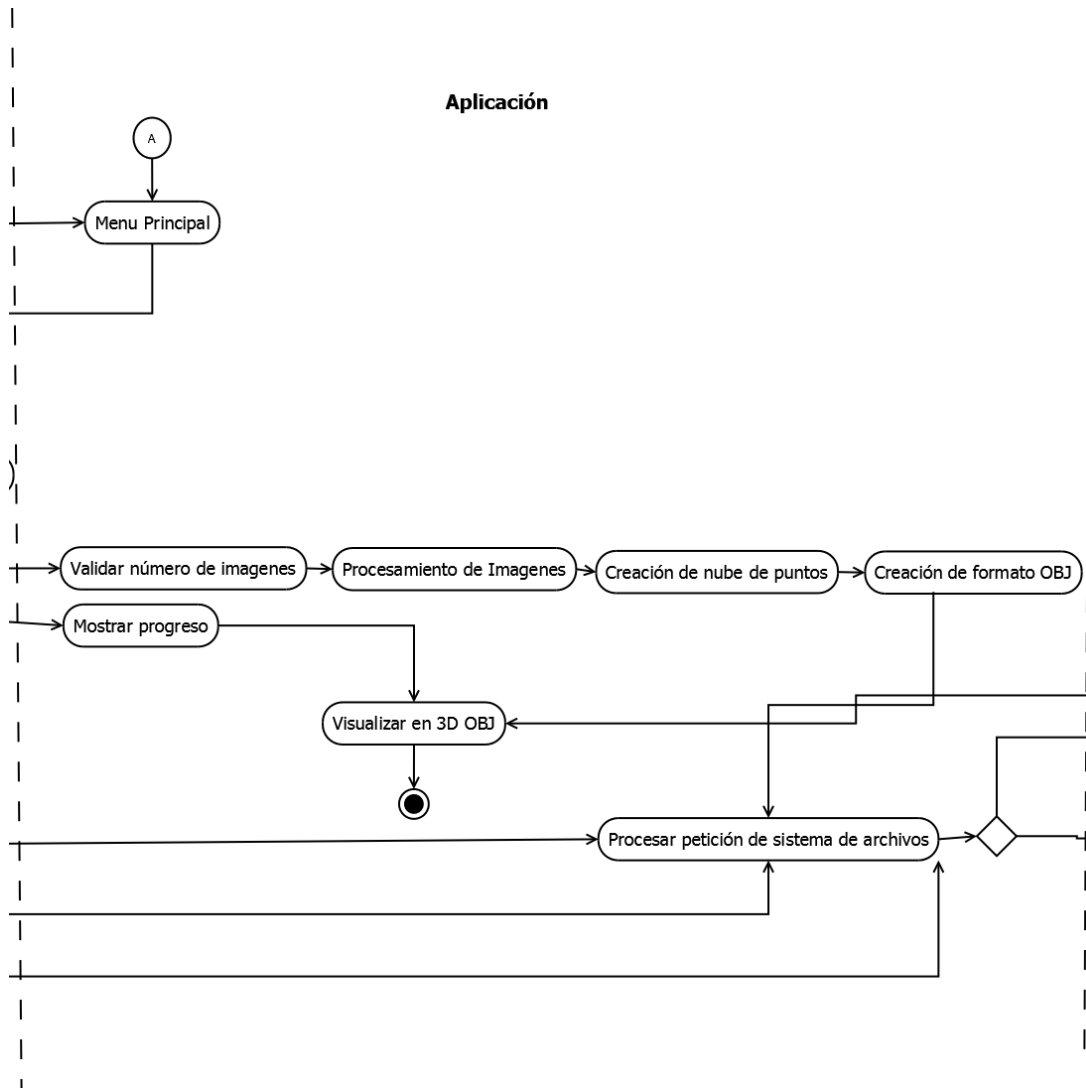 Aplicación
A
Menu Principal
Validar número de imagenes
Procesamiento de Imagenes
Creación de nube de puntos
Creación de formato OBJ
Mostrar progreso
Visualizar en 3D OBJ
Procesar petición de sistema de archivos